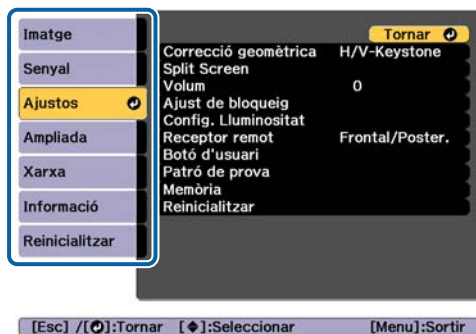 Imatge
Senyal
Ajustos
Ampliada
Xarxa
Informació
Reinicialitzar
Tornar
Correcció geomètrica H/V-Keystone
Split Screen
Volum 0
Ajust de bloqueig
Config. Lluminositat
Receptor remot Frontal/Poster.
Botó d'usuari
Patró de prova
Memòria
Reinicialitzar
[Esc] /[⏎]:Tornar [◆]:Seleccionar [Menu]:Sortir